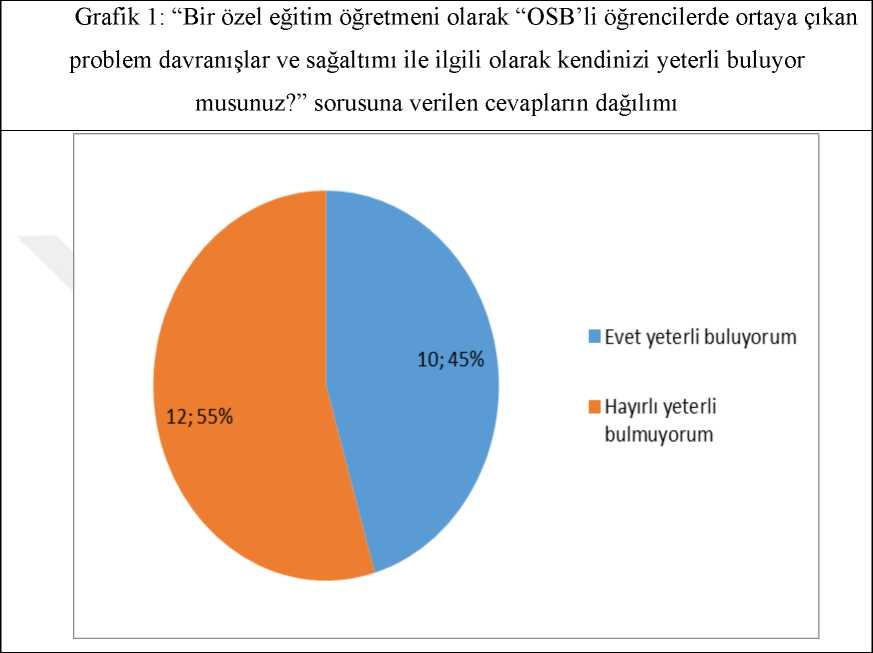 Grafik 1: “Bir özel eğitim öğretmeni olarak “OSB’li öğrencilerde ortaya çıkan
problem davranışlar ve sağaltımı ile ilgili olarak kendinizi yeterli buluyor
musunuz?” sorusuna verilen cevapların dağılımı
10; 45%
12; 55%
Evet yeterli buluyorum
Hayırlı yeterli
bulmuyorum